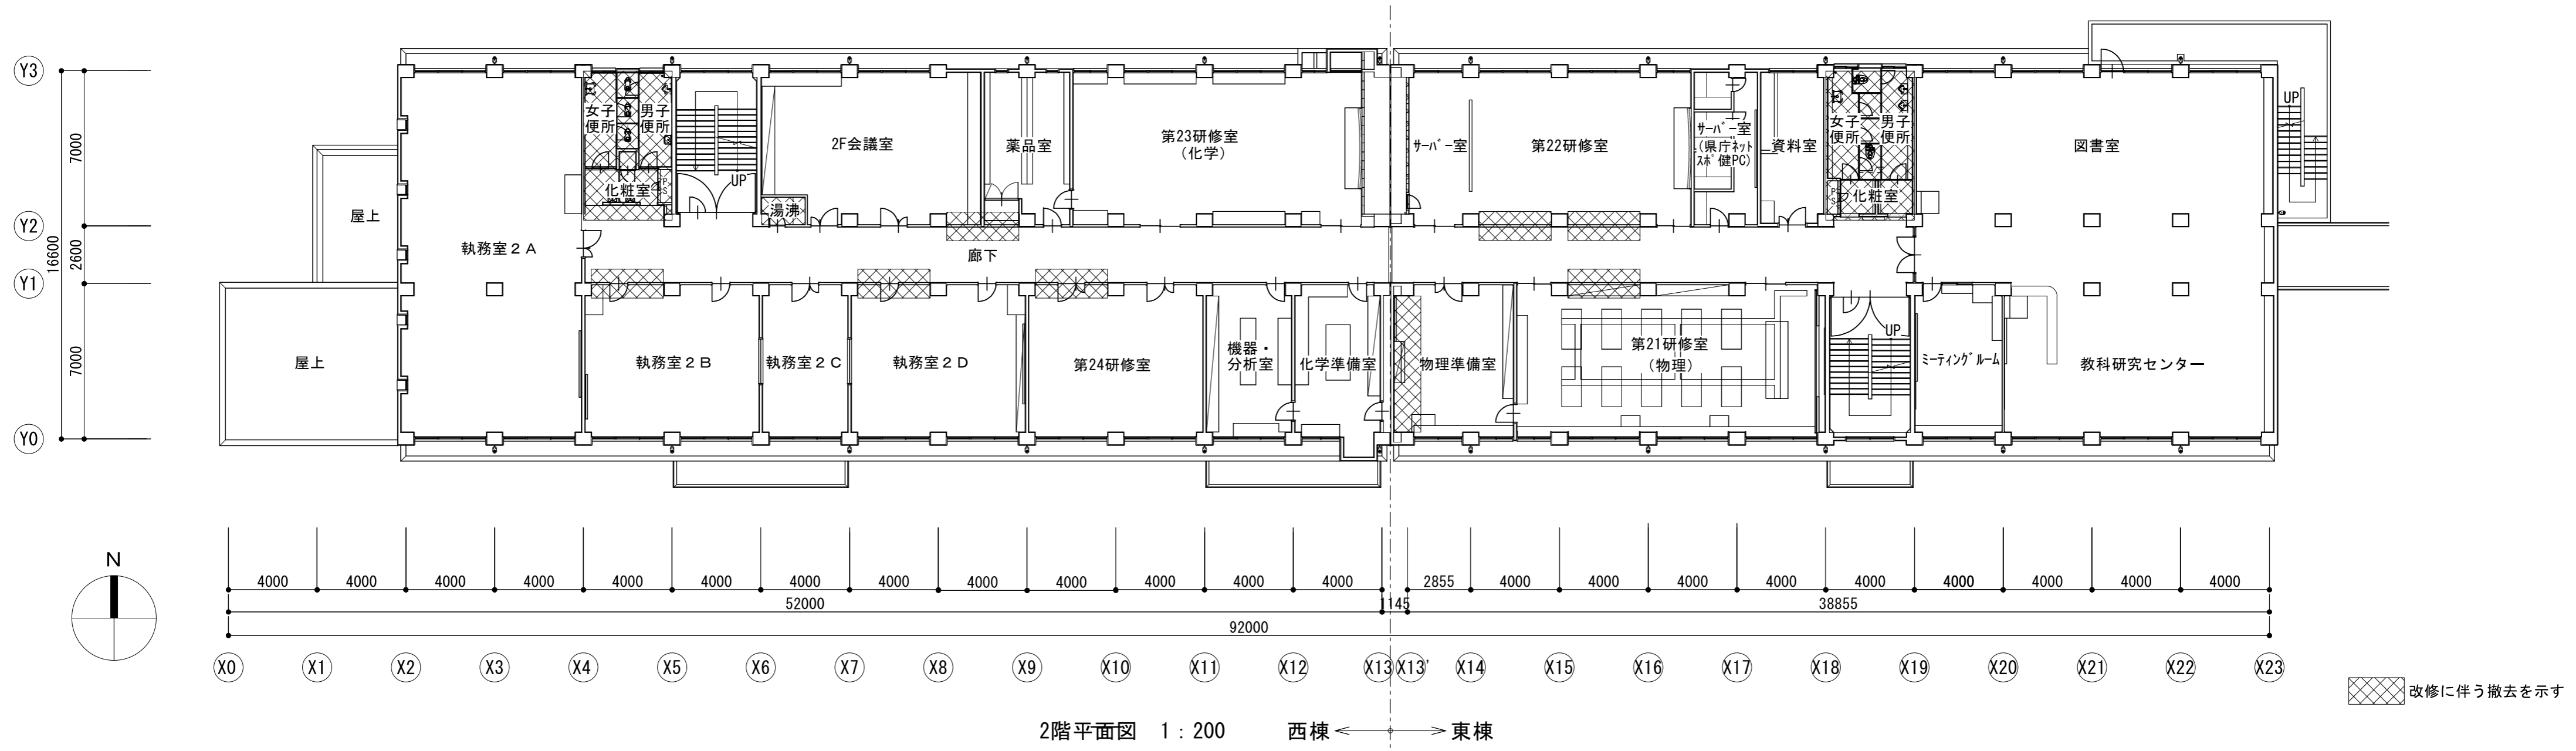 Y3
Y2
Y1
Y0
7000
2600
7000
16600
屋上
屋上
執務室２Ａ
女子
便所
男子
便所
化粧室
PS
UP
湯沸
2F会議室
薬品室
第23研修室
(化学)
サーバー室
第22研修室
サーバー室
(県庁ネット
スポ健PC)
資料室
女子
便所
男子
便所
PS
化粧室
図書室
UP
廊下
執務室２Ｂ
執務室２Ｃ
執務室２Ｄ
第24研修室
機器・
分析室
化学準備室
物理準備室
第21研修室
(物理)
UP
ミーティングルーム
教科研究センター
N
4000 4000 4000 4000 4000 4000 4000 4000 4000 4000 4000 4000 4000 2855 4000 4000 4000 4000 4000 4000 4000 4000 4000
52000 1145 38855
92000
X0 X1 X2 X3 X4 X5 X6 X7 X8 X9 X10 X11 X12 X13 X13' X14 X15 X16 X17 X18 X19 X20 X21 X22 X23
改修に伴う撤去を示す
2階平面図 1：200
西棟
東棟